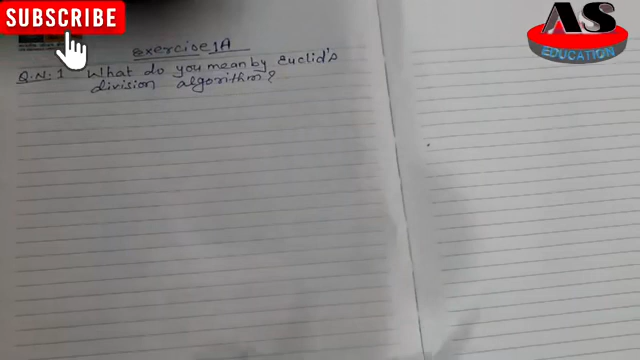 SUBSCRIBE
AS
EDUCATION
Exercise 1A
Q.N. 1 What do you mean by Euclid's
division algorithm?